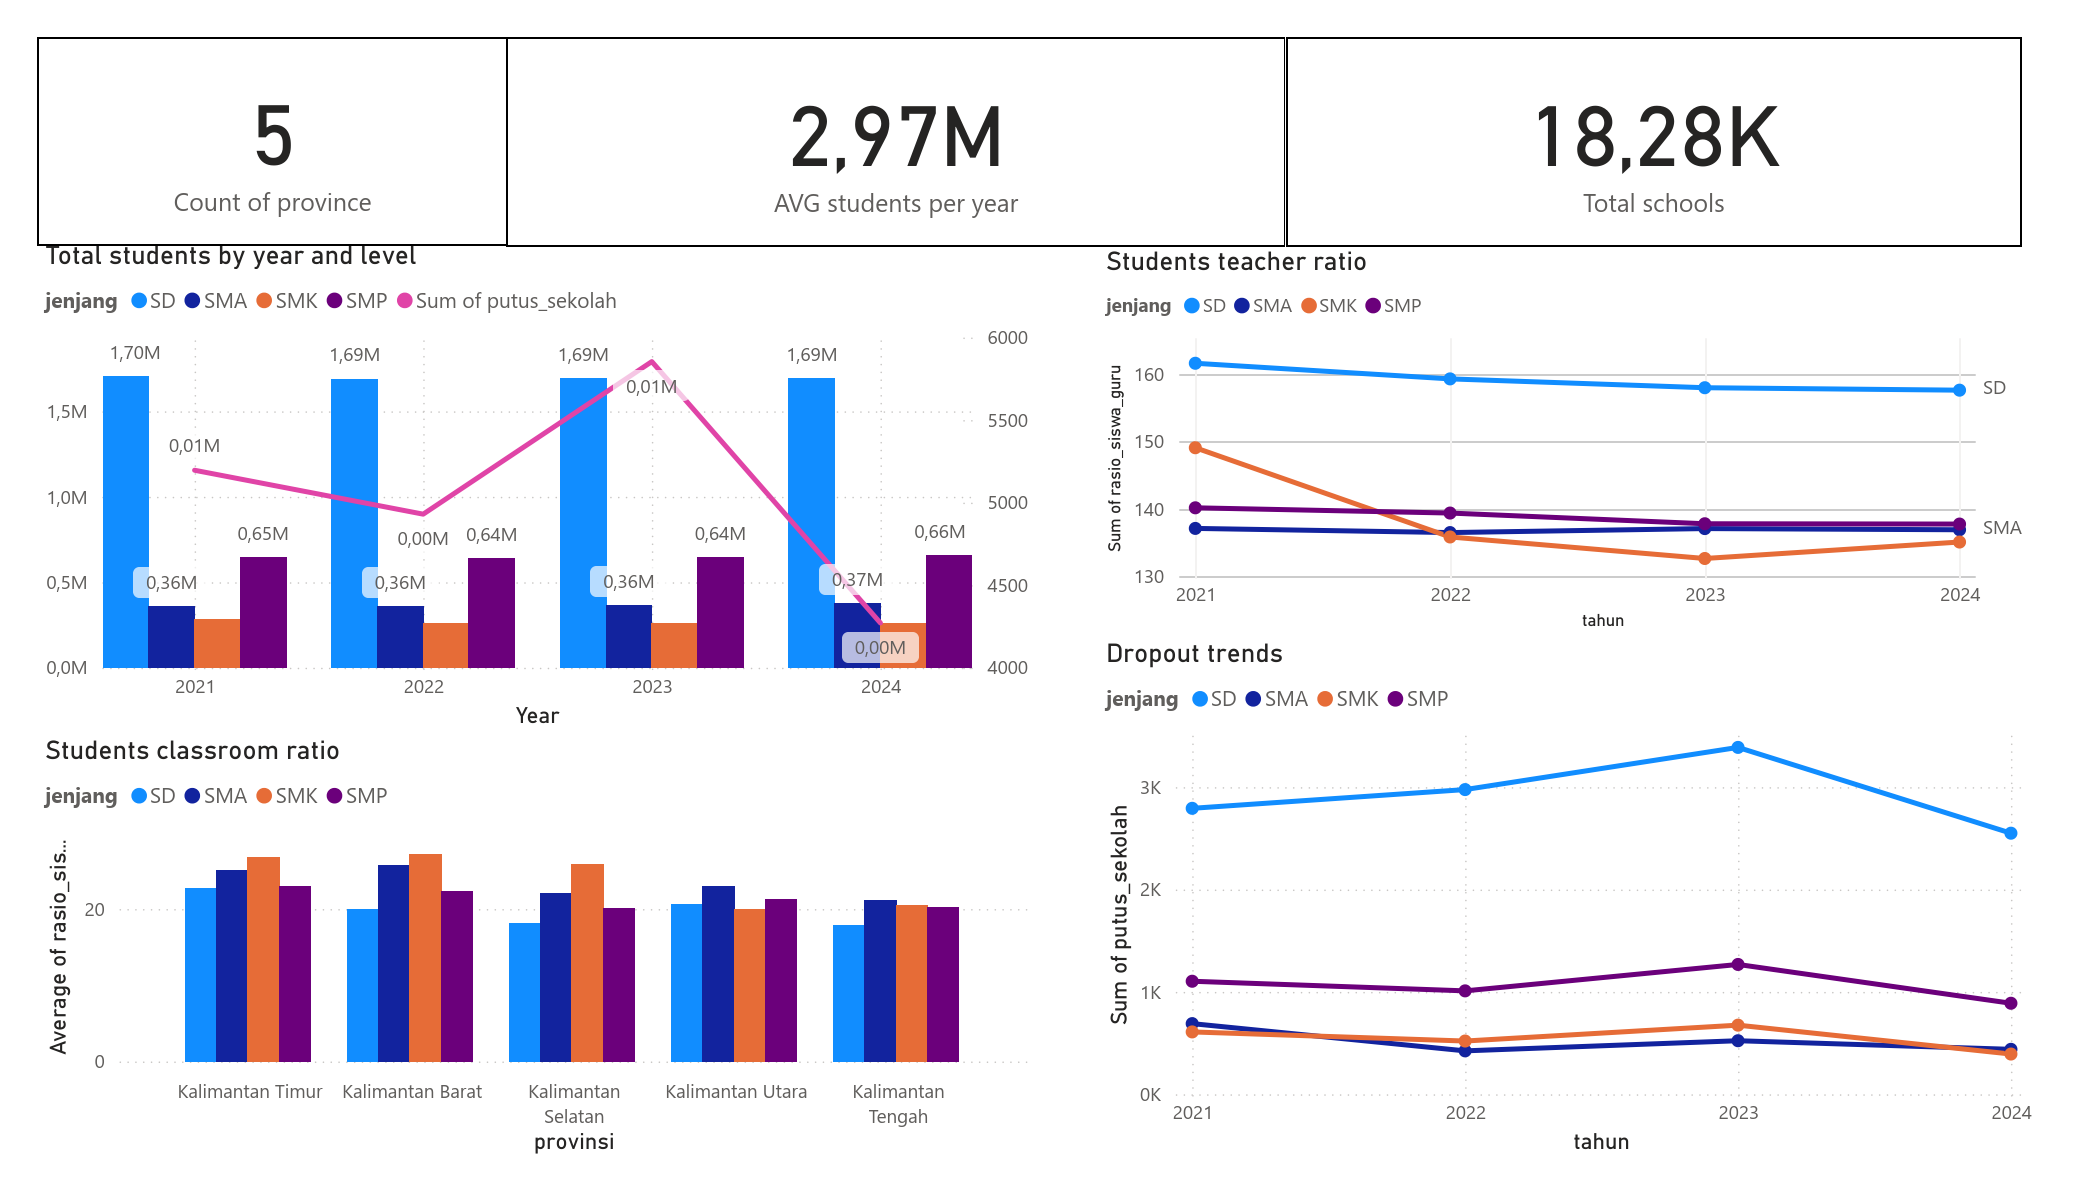 5
Count of province
2,97M
AVG students per year
18,28K
Total schools
Total students by year and level
jenjang SD SMA SMK SMP Sum of putus_sekolah
1,70M 1,69M 1,69M 1,69M
0,01M 0,00M 0,01M 0,00M
0,36M 0,36M 0,36M 0,37M
0,65M 0,64M 0,64M 0,66M
1,5M
1,0M
0,5M
0,0M
6000
5500
5000
4500
4000
2021 2022 2023 2024
Year
Students classroom ratio
jenjang SD SMA SMK SMP
Average of rasio_sis...
20
0
Kalimantan Timur
Kalimantan Barat
Kalimantan
Selatan
Kalimantan Utara
Kalimantan
Tengah
provinsi
Students teacher ratio
jenjang SD SMA SMK SMP
Sum of rasio_siswa_guru
160
150
140
130
SD
SMA
2021 2022 2023 2024
tahun
Dropout trends
jenjang SD SMA SMK SMP
Sum of putus_sekolah
3K
2K
1K
0K
2021 2022 2023 2024
tahun